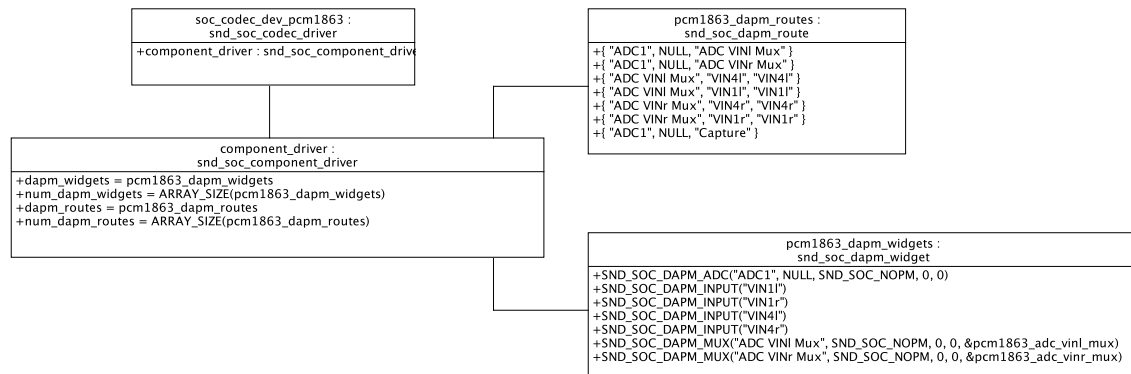 soc_codec_dev_pcm1863 :
snd_soc_codec_driver
+component_driver : snd_soc_component_drive
component_driver :
snd_soc_component_driver
+dapm_widgets = pcm1863_dapm_widgets
+num_dapm_widgets = ARRAY_SIZE(pcm1863_dapm_widgets)
+dapm_routes = pcm1863_dapm_routes
+num_dapm_routes = ARRAY_SIZE(pcm1863_dapm_routes)
pcm1863_dapm_routes :
snd_soc_dapm_route
+{ "ADC1", NULL, "ADC VINl Mux" }
+{ "ADC1", NULL, "ADC VINr Mux" }
+{ "ADC VINl Mux", "VIN4l", "VIN4l" }
+{ "ADC VINl Mux", "VIN1l", "VIN1l" }
+{ "ADC VINr Mux", "VIN4r", "VIN4r" }
+{ "ADC VINr Mux", "VIN1r", "VIN1r" }
+{ "ADC1", NULL, "Capture" }
pcm1863_dapm_widgets :
snd_soc_dapm_widget
+SND_SOC_DAPM_ADC("ADC1", NULL, SND_SOC_NOPM, 0, 0)
+SND_SOC_DAPM_INPUT("VIN1l")
+SND_SOC_DAPM_INPUT("VIN1r")
+SND_SOC_DAPM_INPUT("VIN4l")
+SND_SOC_DAPM_INPUT("VIN4r")
+SND_SOC_DAPM_MUX("ADC VINl Mux", SND_SOC_NOPM, 0, 0, &pcm1863_adc_vinl_mux)
+SND_SOC_DAPM_MUX("ADC VINr Mux", SND_SOC_NOPM, 0, 0, &pcm1863_adc_vinr_mux)